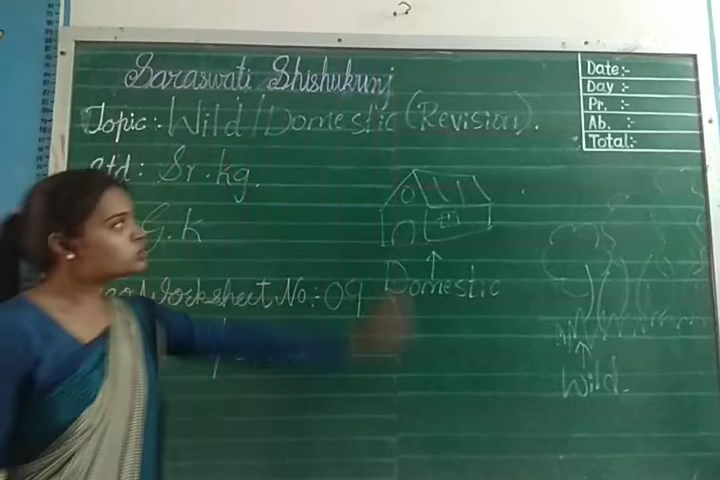 Saraswati Shishukunj
Topic:- Wild/Domestic (Revision).
Std: Sr.kg.
G.K
Worksheet No.:- 09
Domestic
Wild
Date:-
Day :-
Pr. :-
Ab. :-
Total:-